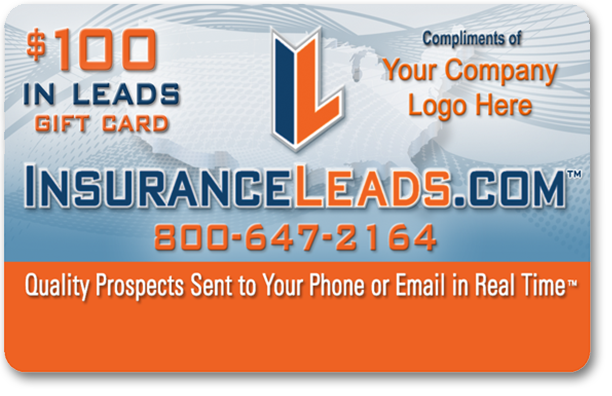 $100
IN LEADS
GIFT CARD
Compliments of
Your Company
Logo Here
INSURANCELEADS.COM™
800-647-2164
Quality Prospects Sent to Your Phone or Email in Real Time™